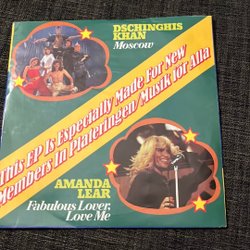 DSCHINGHIS
KHAN
Moscow
This EP Is Especially Made For New
Members In Plateringen/Musik för Alla
AMANDA
LEAR
Fabulous Lover,
Love Me